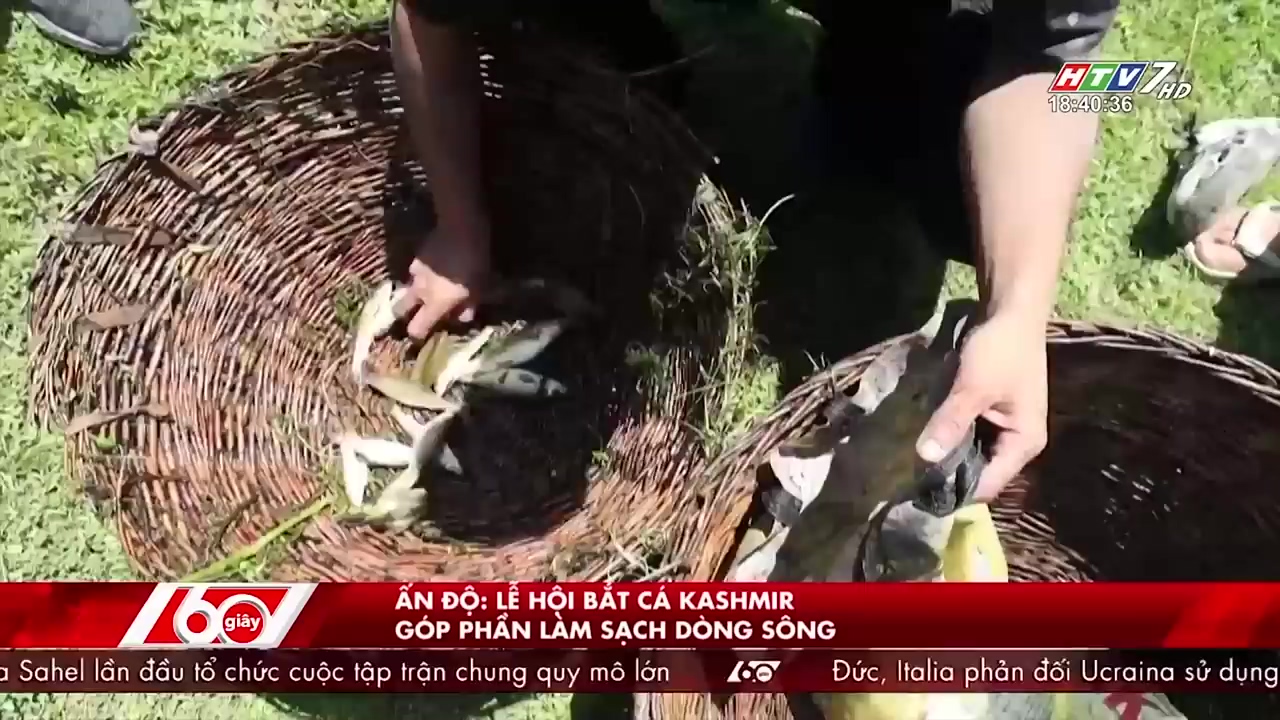 HTV7 HD
18:40:36
60 giây
ẤN ĐỘ: LỄ HỘI BẮT CÁ KASHMIR
GÓP PHẦN LÀM SẠCH DÒNG SÔNG
a Sahel lần đầu tổ chức cuộc tập trận chung quy mô lớn 60 Đức, Italia phản đối Ucraina sử dụng